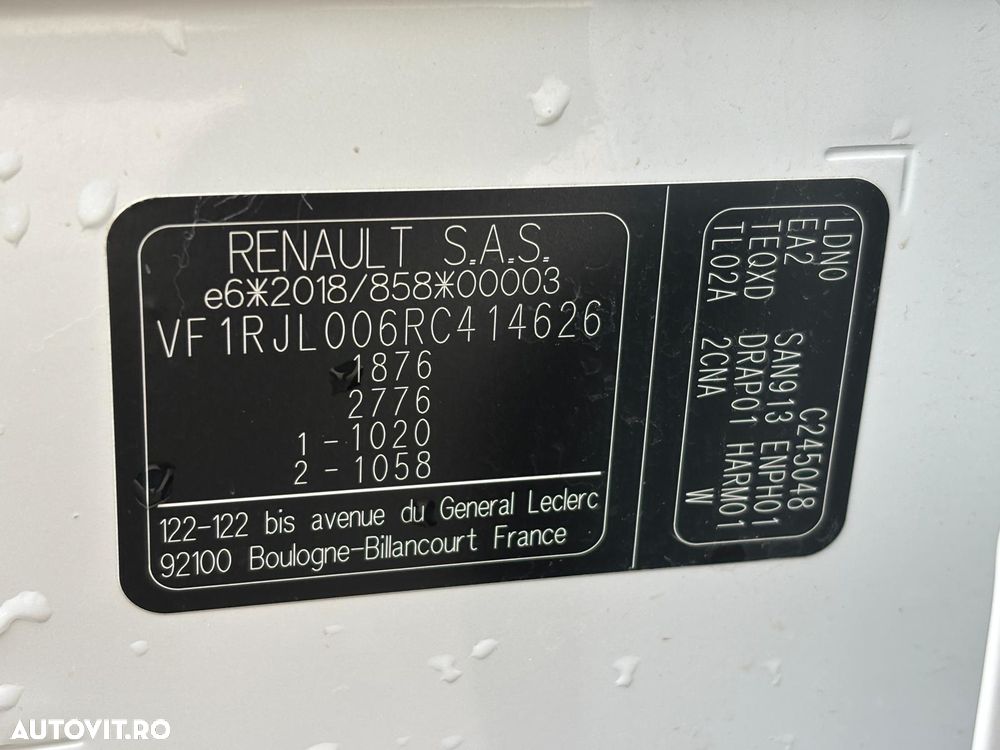 RENAULT S.A.S.
e6*2018/858*00003
VF1RJL006RC414626
1876
2776
1-1020
2-1058
122-122 bis avenue du General Leclerc
92100 Boulogne-Billancourt France
LDN0 C245048
EA2 SAN913 ENPH01
TEQXD DRAP01 HARM01
TL02A 2CNA W
AUTOVIT.RO